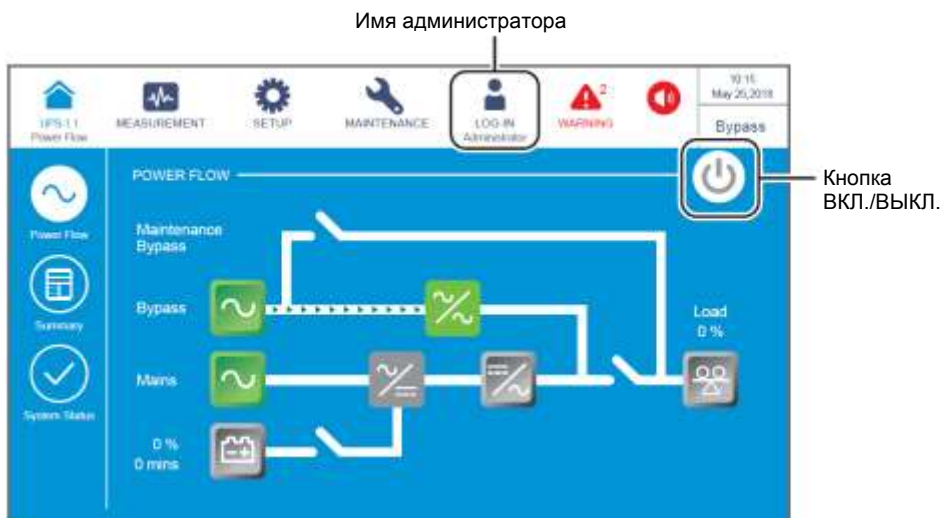 Имя администратора
10:15
May 25,2018
UPS-1.1
Power Flow
MEASUREMENT
SETUP
MAINTENANCE
LOG-IN
Administrator
2
WARNING
Bypass
POWER FLOW
Кнопка
ВКЛ./ВЫКЛ.
Power Flow
Maintenance
Bypass
Summary
Bypass
Load
0 %
Mains
System Status
0 %
0 mins